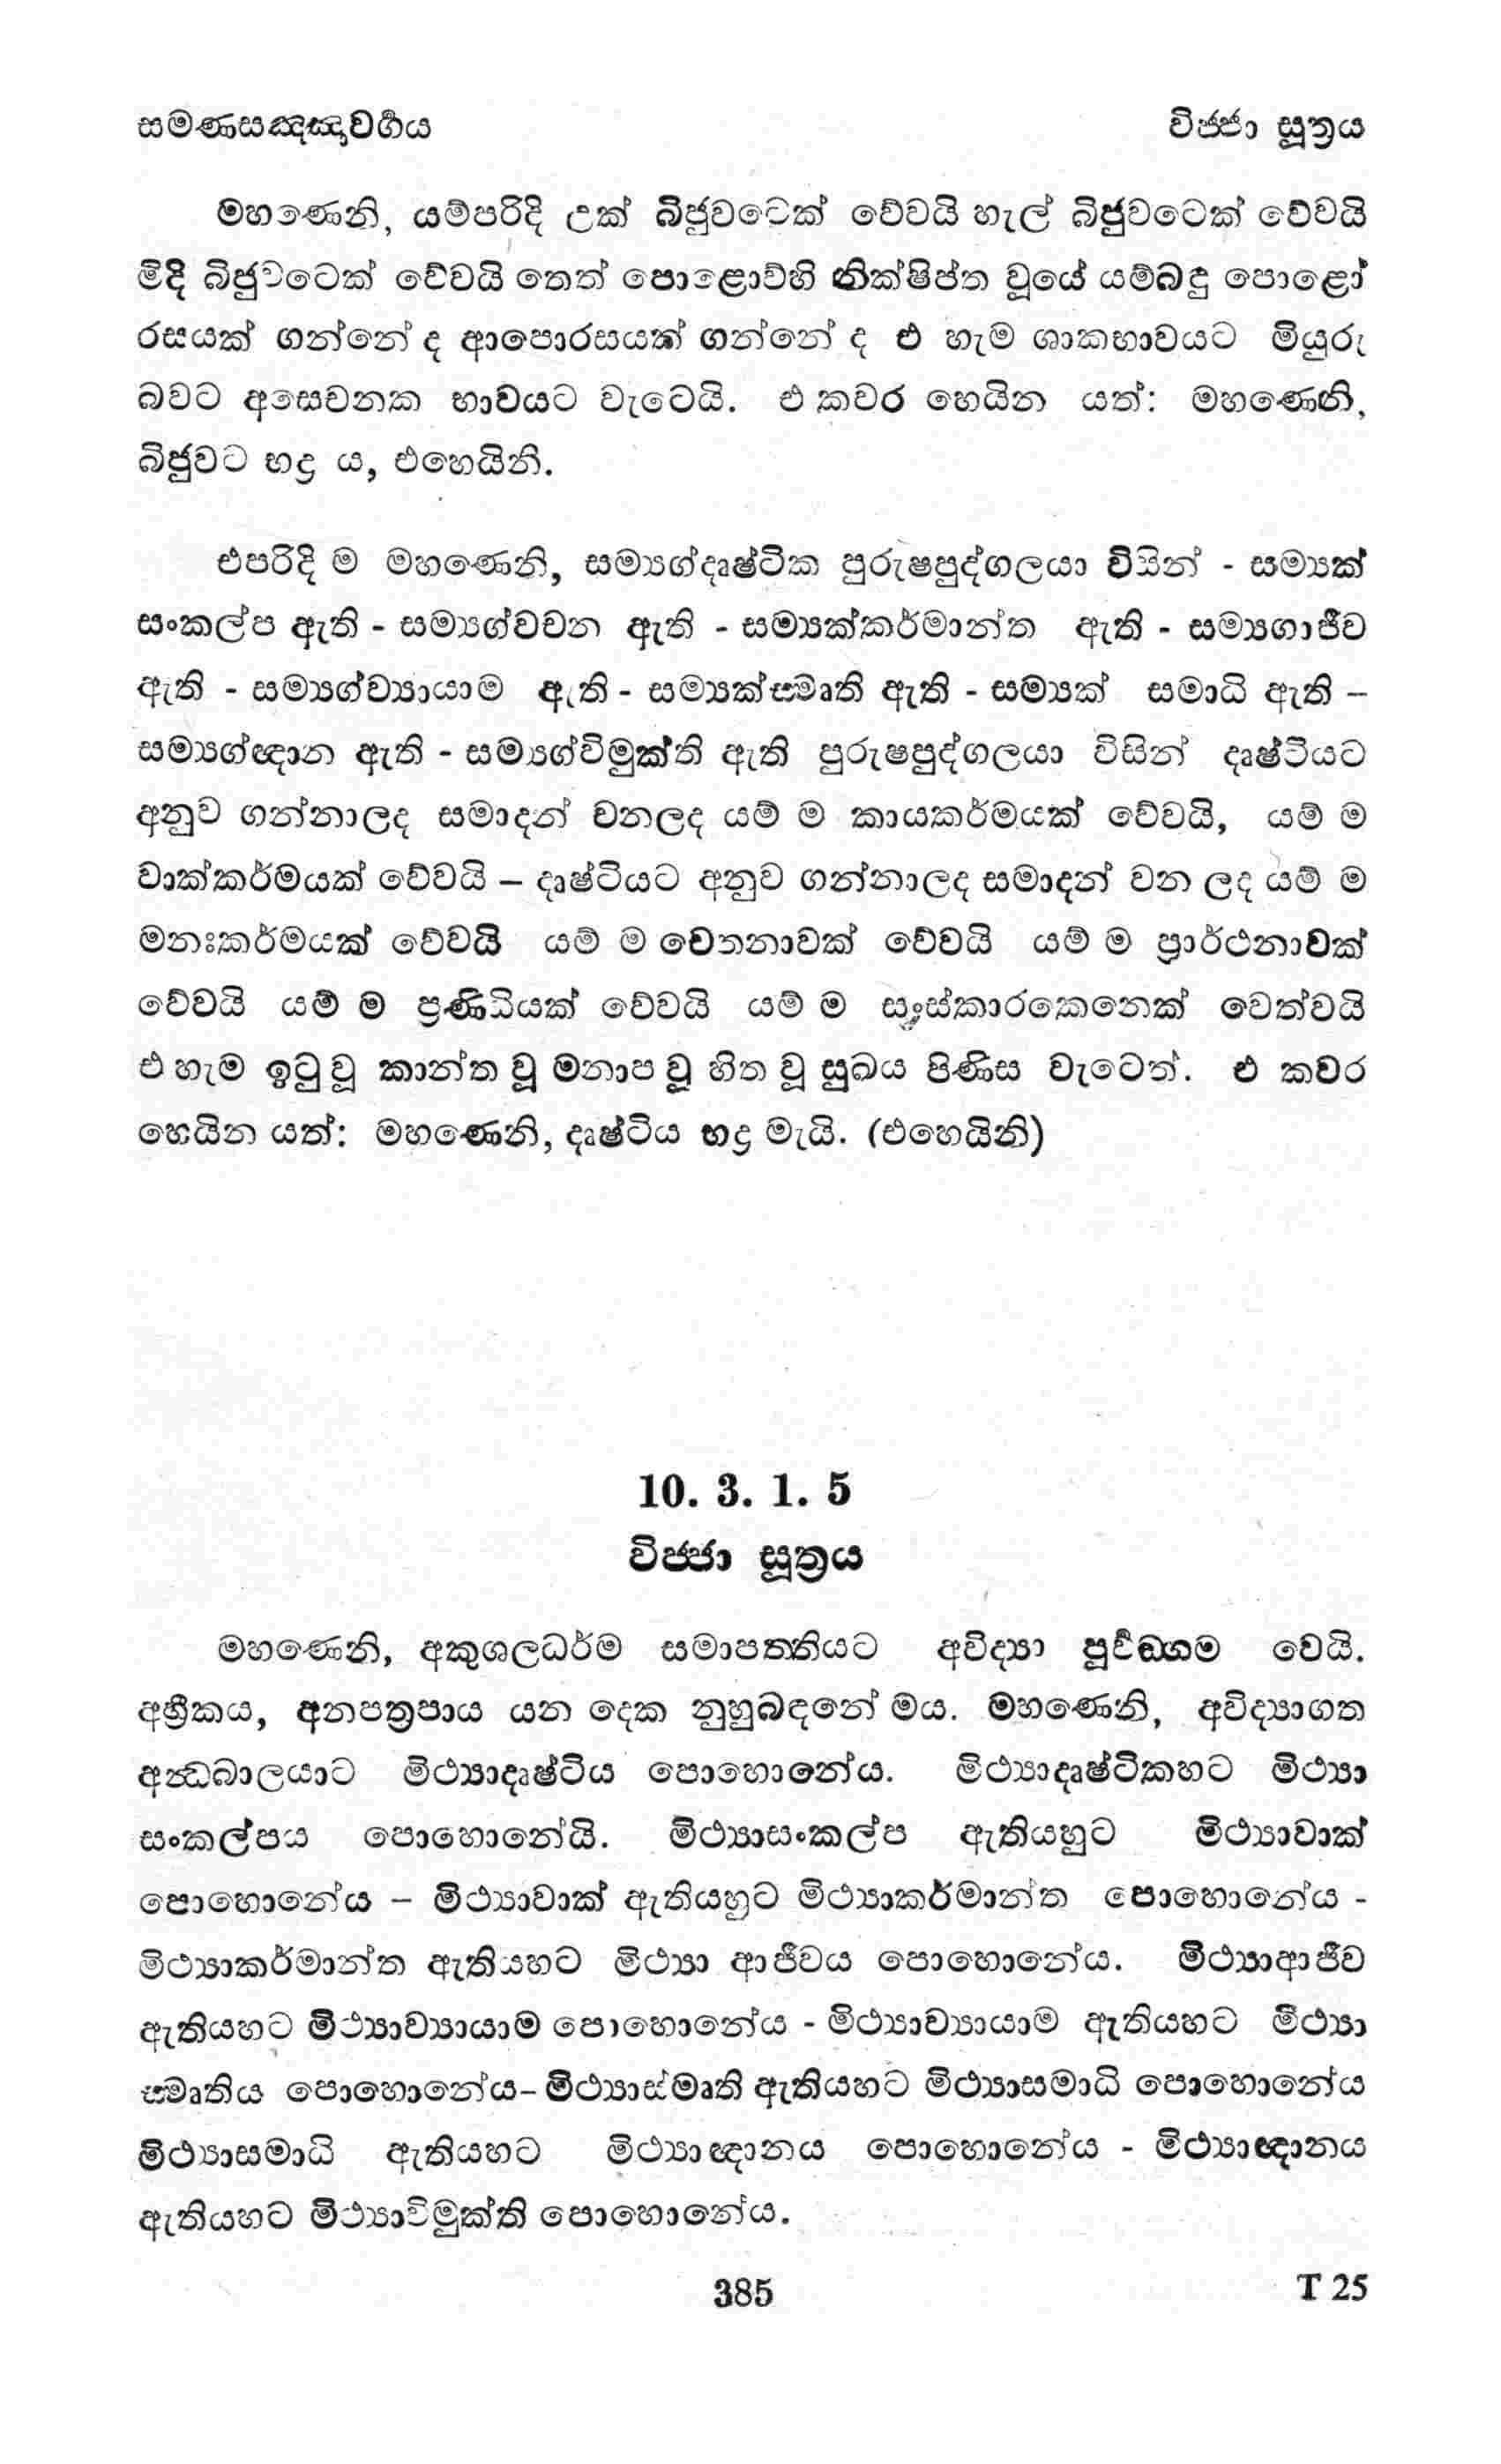 සමණසඤ්ඤාවර්‍ගය
විජ්ජා සූත්‍රය
මහණෙනි, යම්පරිදි උක් බිජුවටෙක් වේවයි හැල් බිජුවටෙක් වේවයි
මිදි බිජුවටෙක් වේවයි තෙත් පොළොව්හි නික්ෂිප්ත වූයේ යම්බඳු පොළෝ
රසයක් ගන්නේ ද ආපොරසයක් ගන්නේ ද එ හැම ශාකභාවයට මියුරු
බවට අසෙචනක භාවයට වැටෙයි. එ කවර හෙයින යත්: මහණෙනි,
බිජුවට භද්‍ර ය, එහෙයිනි.
එපරිදි ම මහණෙනි, සම්‍යග්දෘෂ්ටික පුරුෂපුද්ගලයා විසින් - සම්‍යක්
සංකල්ප ඇති - සම්‍යග්වචන ඇති - සම්‍යක්කර්මාන්ත ඇති - සම්‍යගාජීව
ඇති - සම්‍යග්ව්‍යායාම ඇති - සම්‍යක්ස්මෘති ඇති - සම්‍යක් සමාධි ඇති –
සම්‍යග්ඥාන ඇති - සම්‍යග්විමුක්ති ඇති පුරුෂපුද්ගලයා විසින් දෘෂ්ටියට
අනුව ගන්නාලද සමාදන් වනලද යම් ම කායකර්මයක් වේවයි, යම් ම
වාක්කර්මයක් වේවයි – දෘෂ්ටියට අනුව ගන්නාලද සමාදන් වන ලද යම් ම
මනඃකර්මයක් වේවයි යම් ම චෙතනාවක් වේවයි යම් ම ප්‍රාර්ථනාවක්
වේවයි යම් ම ප්‍රණිධියක් වේවයි යම් ම සංස්කාරකෙනෙක් වෙත්වයි
එ හැම ඉටු වූ කාන්ත වූ මනාප වූ හිත වූ සුඛය පිණිස වැටෙත්. එ කවර
හෙයින යත්: මහණෙනි, දෘෂ්ටිය භද්‍ර මැයි. (එහෙයිනි)
10. 3. 1. 5
විජ්ජා සූත්‍රය
මහණෙනි, අකුශලධර්ම සමාපත්තියට අවිද්‍යා පූර්‍වඞ්ගම වෙයි.
අහ්‍රීකය, අනපත්‍රපාය යන දෙක නුහුබඳනේ මය. මහණෙනි, අවිද්‍යාගත
අන්‍ධබාලයාට මිථ්‍යාදෘෂ්ටිය පොහොනේය. මිථ්‍යාදෘෂ්ටිකහට මිථ්‍යා
සංකල්පය පොහොනේයි. මිථ්‍යාසංකල්ප ඇතියහුට මිථ්‍යාවාක්
පොහොනේය – මිථ්‍යාවාක් ඇතියහුට මිථ්‍යාකර්මාන්ත පොහොනේය -
මිථ්‍යාකර්මාන්ත ඇතියහට මිථ්‍යා ආජීවය පොහොනේය. මිථ්‍යාආජීව
ඇතියහට මිථ්‍යාව්‍යායාම පොහොනේය - මිථ්‍යාව්‍යායාම ඇතියහට මිථ්‍යා
ස්මෘතිය පොහොනේය– මිථ්‍යාස්මෘති ඇතියහට මිථ්‍යාසමාධි පොහොනේය
මිථ්‍යාසමාධි ඇතියහට මිථ්‍යාඥානය පොහොනේය - මිථ්‍යාඥානය
ඇතියහට මිථ්‍යාවිමුක්ති පොහොනේය.
385
T 25